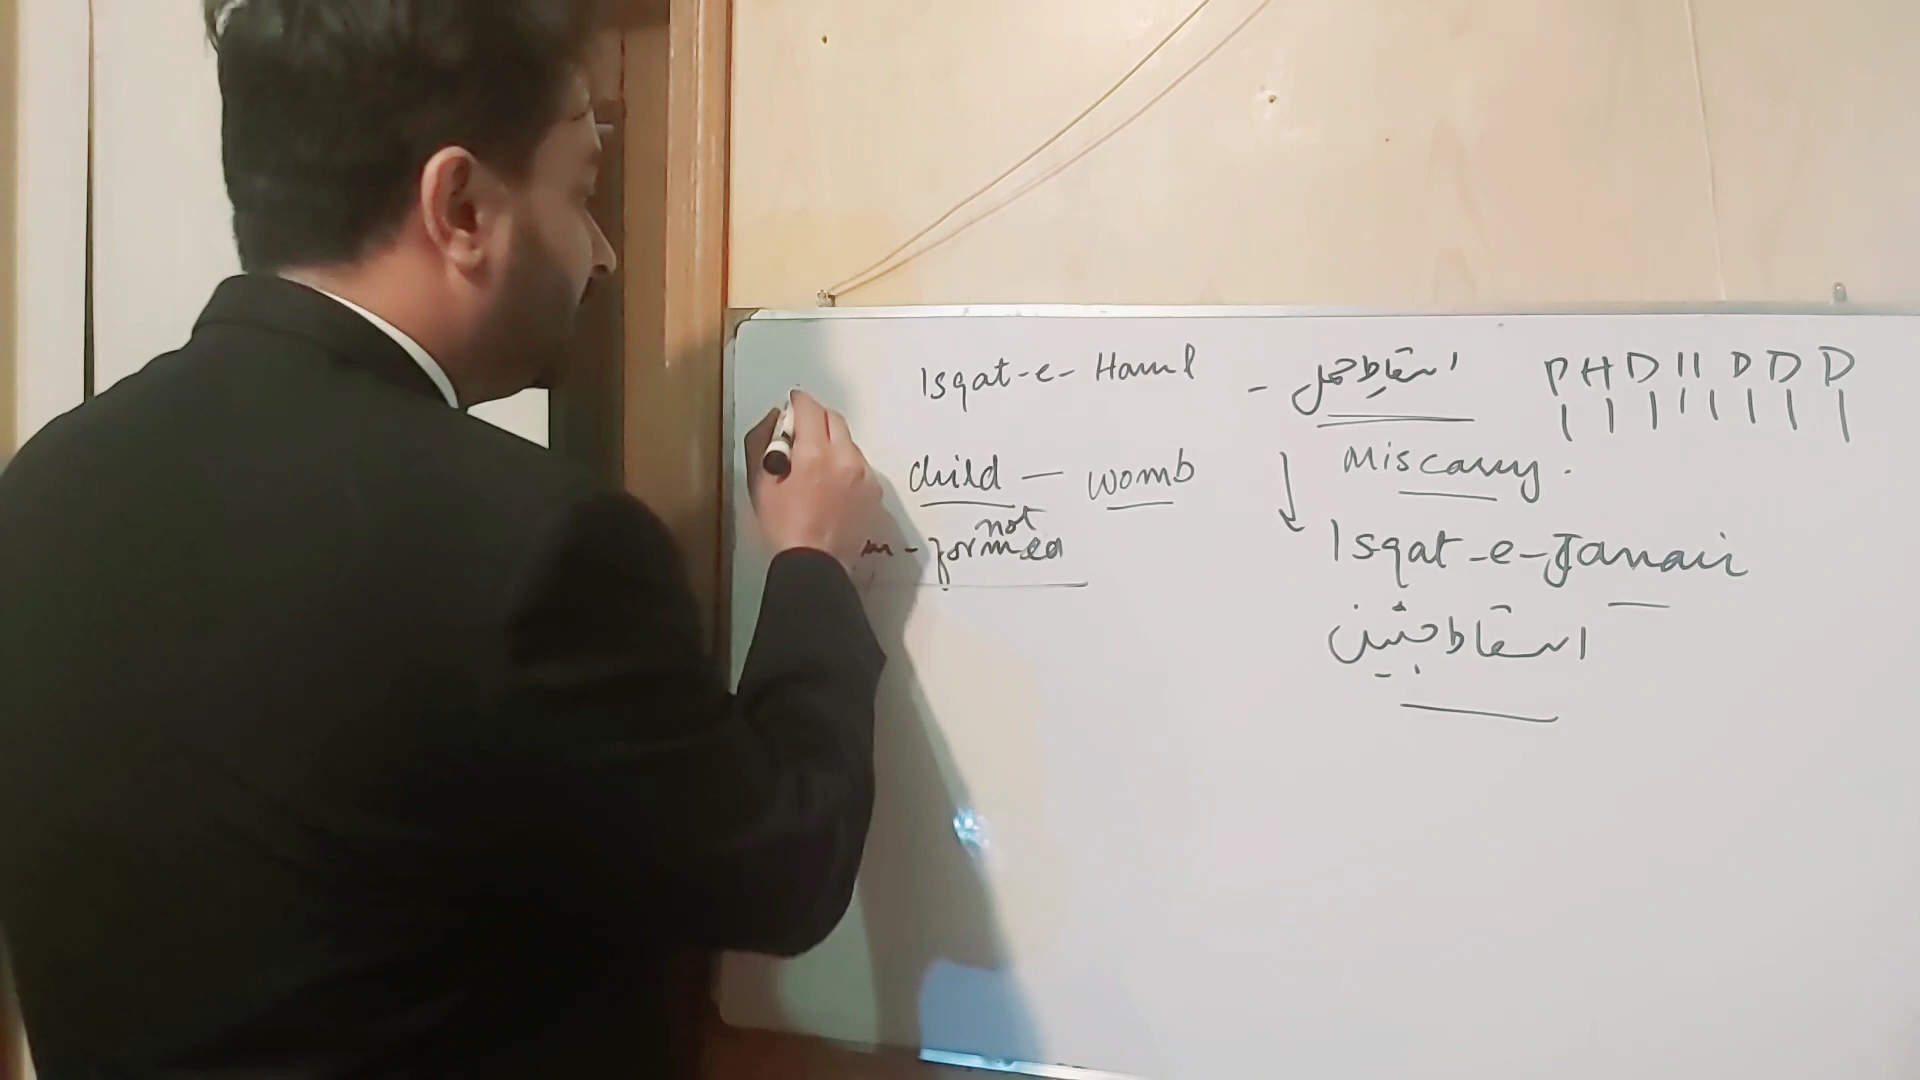 Isqat-e-Haml - اسقاط حمل PHDIIDDD
child — womb Miscarry.
not
formed
Isqat-e-Janain
اسقاط جنین